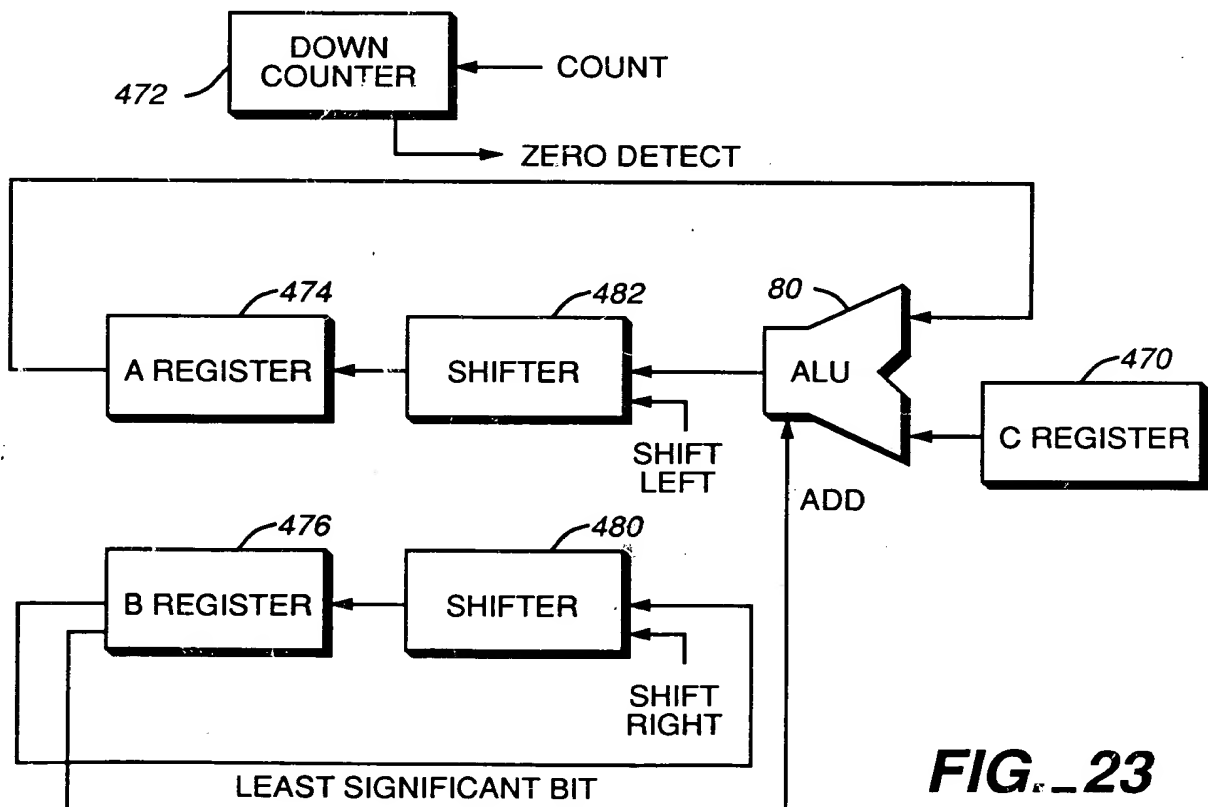 DOWN
COUNTER
COUNT
472
ZERO DETECT
474
482
80
470
A REGISTER
SHIFTER
ALU
C REGISTER
SHIFT
LEFT
ADD
476
480
B REGISTER
SHIFTER
SHIFT
RIGHT
LEAST SIGNIFICANT BIT
FIG._23